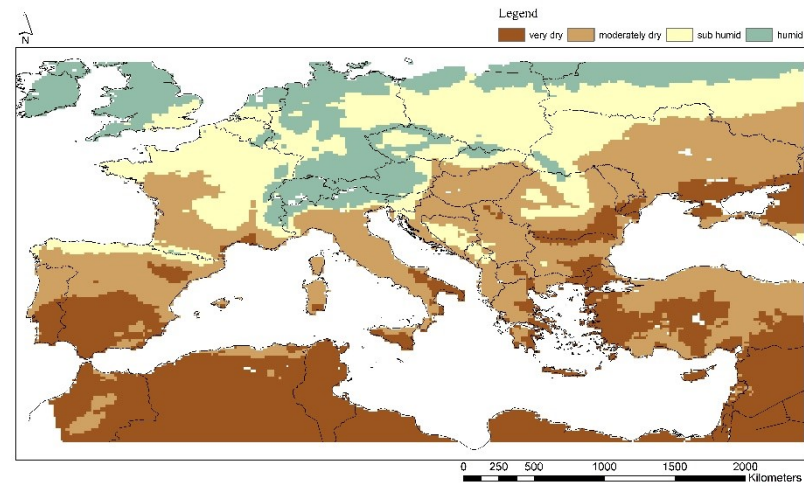 Legend
very dry moderately dry sub humid humid
N
0 250 500 1000 1500 2000
Kilometers